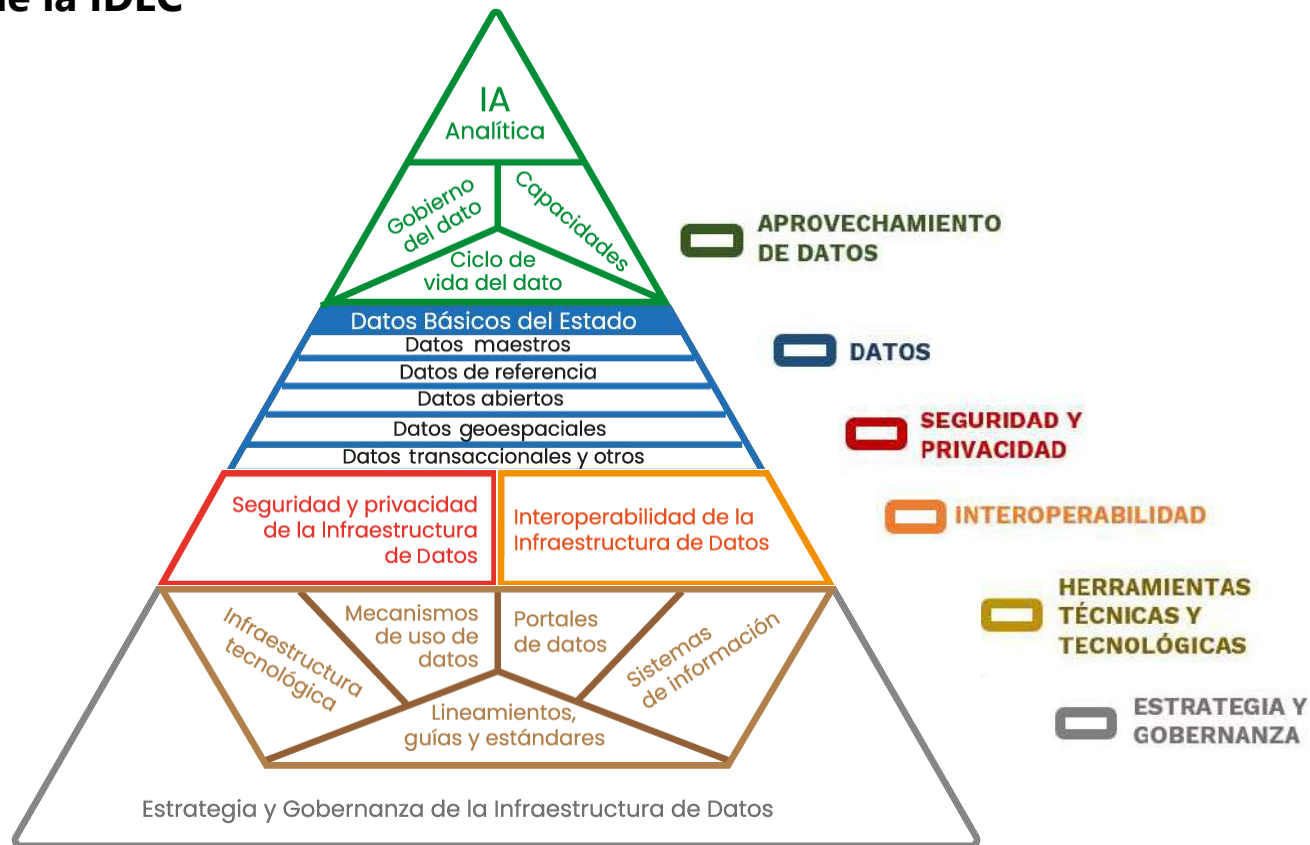 de la IDEC
IA
Analítica
Gobierno
del dato
Capacidades
Ciclo de
vida del dato
Datos Básicos del Estado
Datos maestros
Datos de referencia
Datos abiertos
Datos geoespaciales
Datos transaccionales y otros
Seguridad y privacidad
de la Infraestructura
de Datos
Interoperabilidad de la
Infraestructura de Datos
Infraestructura
tecnológica
Mecanismos
de uso de
datos
Portales
de datos
Sistemas
de información
Lineamientos,
guías y estándares
Estrategia y Gobernanza de la Infraestructura de Datos
APROVECHAMIENTO
DE DATOS
DATOS
SEGURIDAD Y
PRIVACIDAD
INTEROPERABILIDAD
HERRAMIENTAS
TÉCNICAS Y
TECNOLÓGICAS
ESTRATEGIA Y
GOBERNANZA